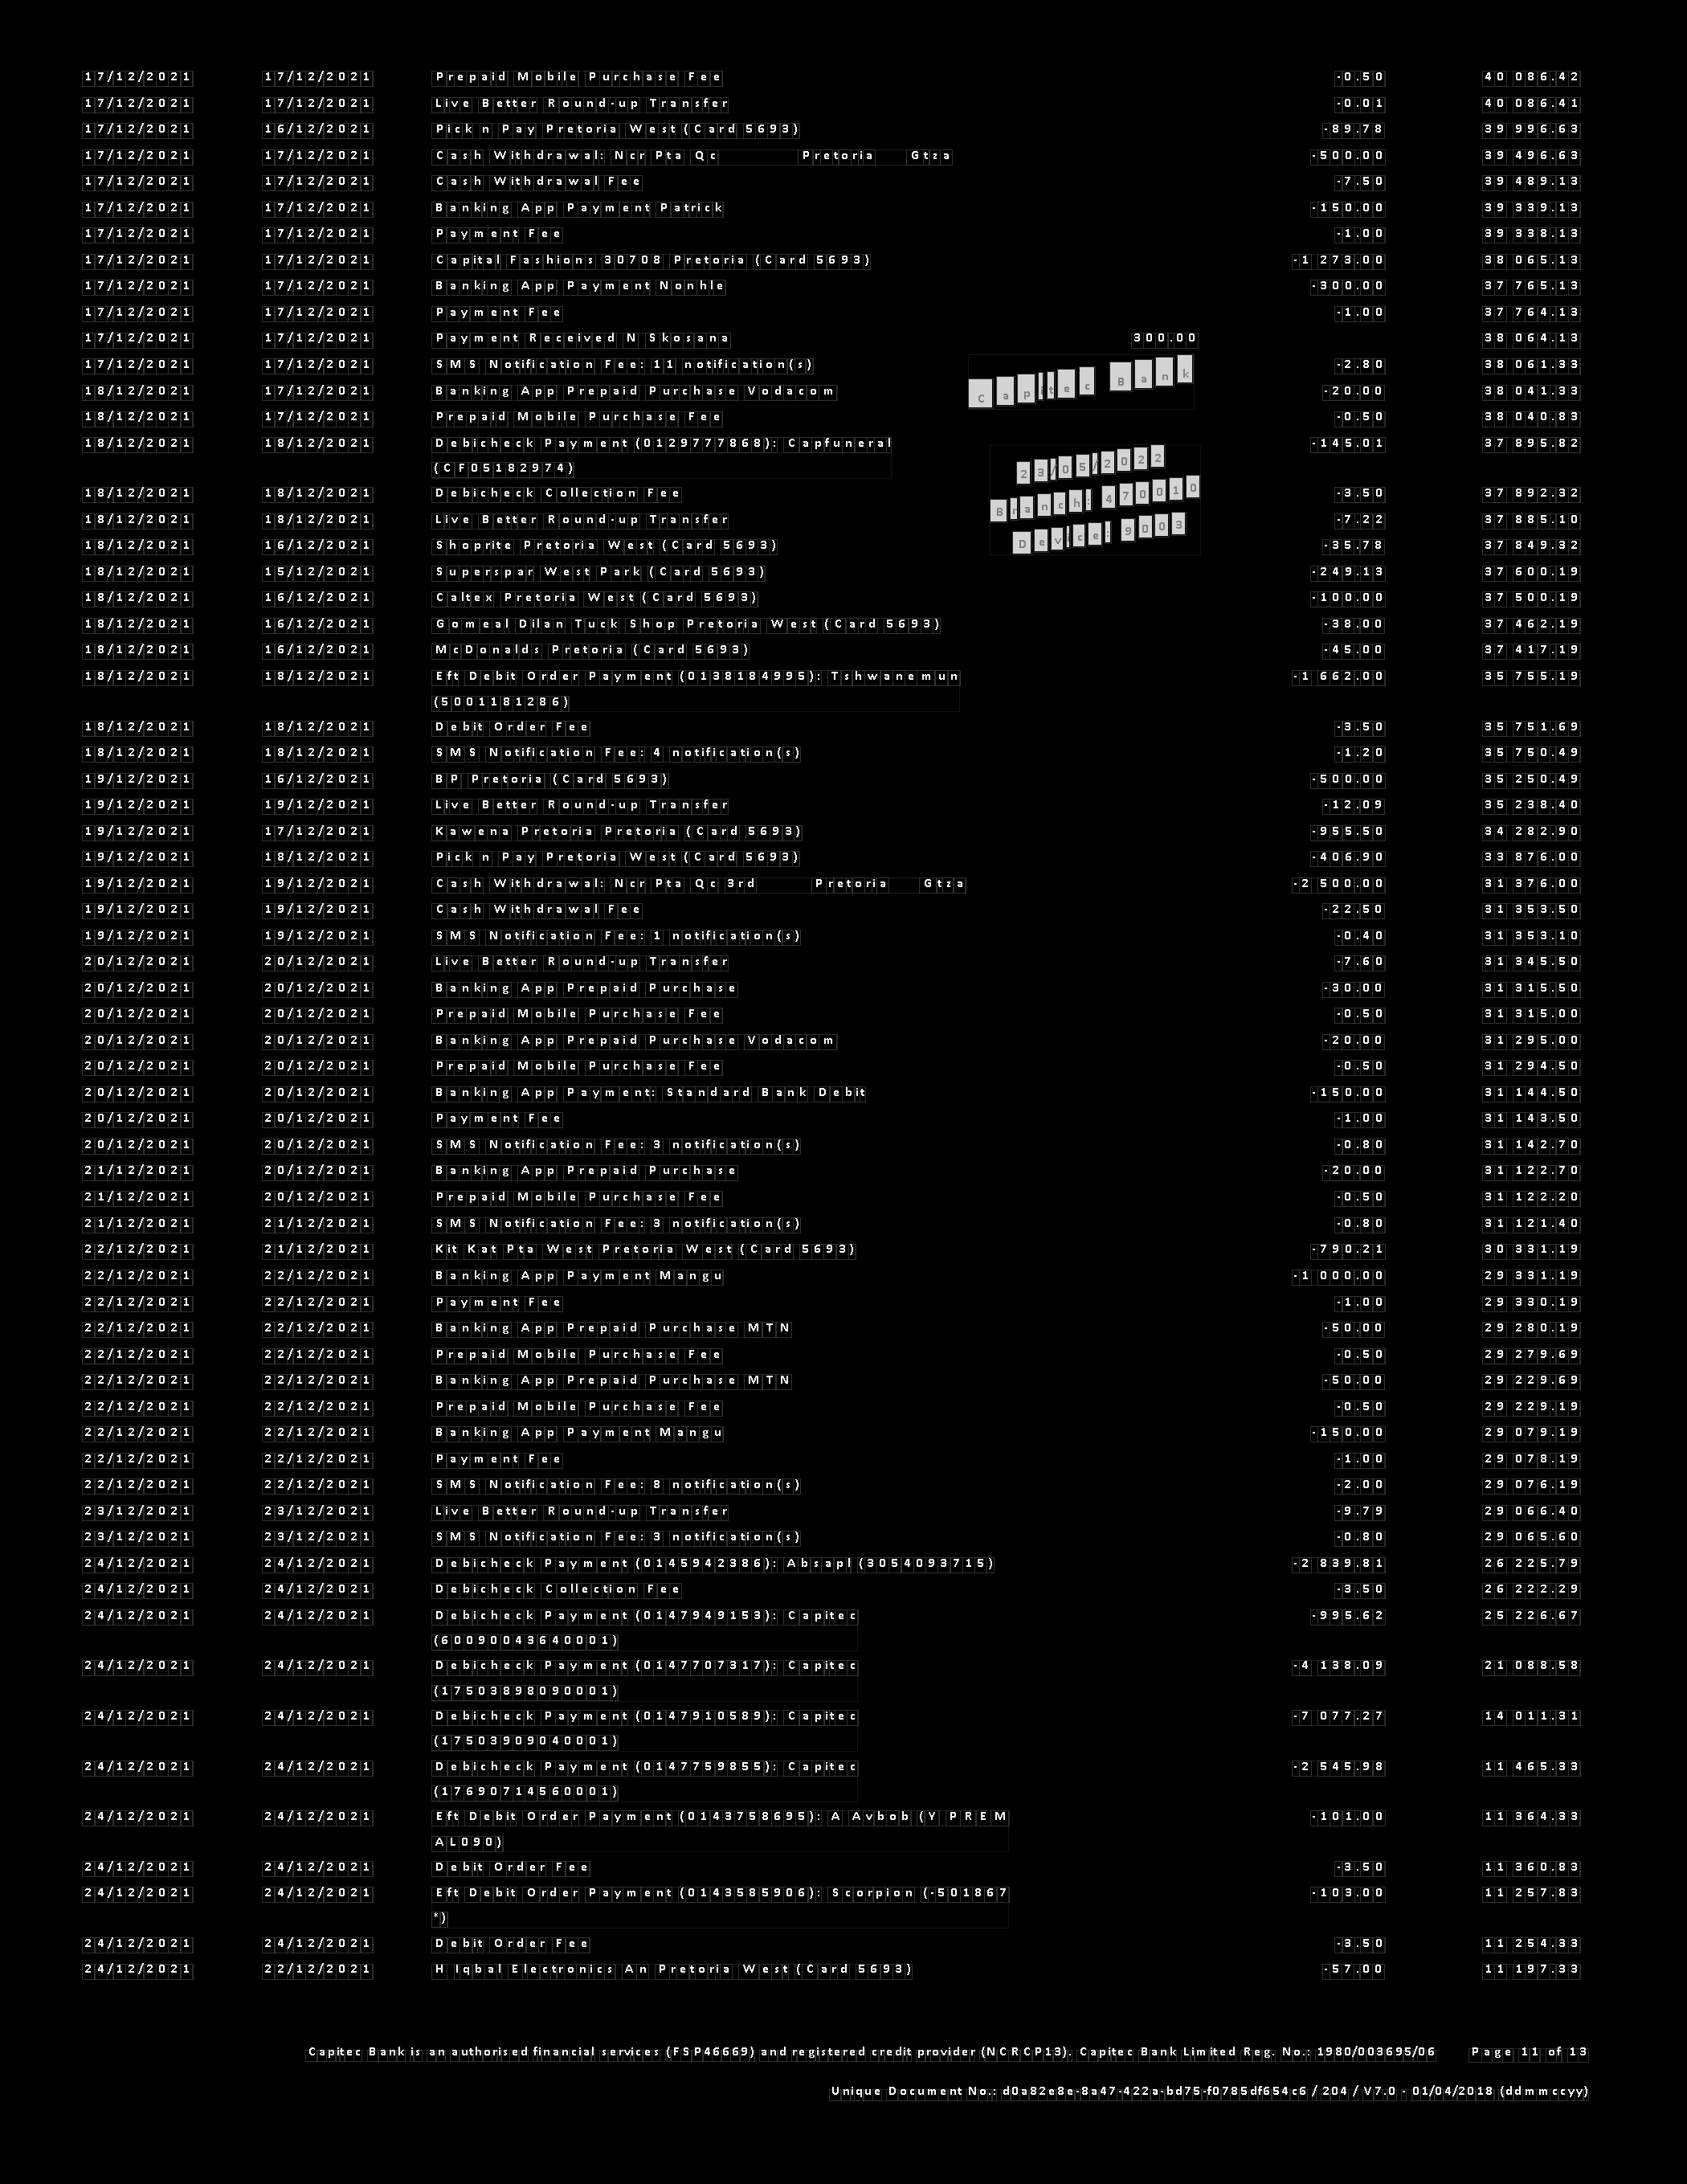 17/12/2021 17/12/2021 Prepaid Mobile Purchase Fee -0.50 40 086.42
17/12/2021 17/12/2021 Live Better Round-up Transfer -0.01 40 086.41
17/12/2021 16/12/2021 Pick n Pay Pretoria West (Card 5693) -89.78 39 996.63
17/12/2021 17/12/2021 Cash Withdrawal: Ncr Pta Qc Pretoria Gtza -500.00 39 496.63
17/12/2021 17/12/2021 Cash Withdrawal Fee -7.50 39 489.13
17/12/2021 17/12/2021 Banking App Payment Patrick -150.00 39 339.13
17/12/2021 17/12/2021 Payment Fee -1.00 39 338.13
17/12/2021 17/12/2021 Capital Fashions 30708 Pretoria (Card 5693) -1 273.00 38 065.13
17/12/2021 17/12/2021 Banking App Payment Nonhle -300.00 37 765.13
17/12/2021 17/12/2021 Payment Fee -1.00 37 764.13
17/12/2021 17/12/2021 Payment Received N Skosana 300.00 38 064.13
17/12/2021 17/12/2021 SMS Notification Fee: 11 notification(s) -2.80 38 061.33
Capitec Bank
18/12/2021 17/12/2021 Banking App Prepaid Purchase Vodacom -20.00 38 041.33
18/12/2021 17/12/2021 Prepaid Mobile Purchase Fee -0.50 38 040.83
18/12/2021 18/12/2021 Debicheck Payment (0129777868): Capfuneral -145.01 37 895.82
(CF05182974)
23/05/2022
18/12/2021 18/12/2021 Debicheck Collection Fee -3.50 37 892.32
Branch: 470010
18/12/2021 18/12/2021 Live Better Round-up Transfer -7.22 37 885.10
Device: 9003
18/12/2021 16/12/2021 Shoprite Pretoria West (Card 5693) -35.78 37 849.32
18/12/2021 15/12/2021 Superspar West Park (Card 5693) -249.13 37 600.19
18/12/2021 16/12/2021 Caltex Pretoria West (Card 5693) -100.00 37 500.19
18/12/2021 16/12/2021 Gomeal Dilan Tuck Shop Pretoria West (Card 5693) -38.00 37 462.19
18/12/2021 16/12/2021 McDonalds Pretoria (Card 5693) -45.00 37 417.19
18/12/2021 18/12/2021 Eft Debit Order Payment (0138184995): Tshwanemun -1 662.00 35 755.19
(5001181286)
18/12/2021 18/12/2021 Debit Order Fee -3.50 35 751.69
18/12/2021 18/12/2021 SMS Notification Fee: 4 notification(s) -1.20 35 750.49
19/12/2021 16/12/2021 BP Pretoria (Card 5693) -500.00 35 250.49
19/12/2021 19/12/2021 Live Better Round-up Transfer -12.09 35 238.40
19/12/2021 17/12/2021 Kawena Pretoria Pretoria (Card 5693) -955.50 34 282.90
19/12/2021 18/12/2021 Pick n Pay Pretoria West (Card 5693) -406.90 33 876.00
19/12/2021 19/12/2021 Cash Withdrawal: Ncr Pta Qc 3rd Pretoria Gtza -2 500.00 31 376.00
19/12/2021 19/12/2021 Cash Withdrawal Fee -22.50 31 353.50
19/12/2021 19/12/2021 SMS Notification Fee: 1 notification(s) -0.40 31 353.10
20/12/2021 20/12/2021 Live Better Round-up Transfer -7.60 31 345.50
20/12/2021 20/12/2021 Banking App Prepaid Purchase -30.00 31 315.50
20/12/2021 20/12/2021 Prepaid Mobile Purchase Fee -0.50 31 315.00
20/12/2021 20/12/2021 Banking App Prepaid Purchase Vodacom -20.00 31 295.00
20/12/2021 20/12/2021 Prepaid Mobile Purchase Fee -0.50 31 294.50
20/12/2021 20/12/2021 Banking App Payment: Standard Bank Debit -150.00 31 144.50
20/12/2021 20/12/2021 Payment Fee -1.00 31 143.50
20/12/2021 20/12/2021 SMS Notification Fee: 3 notification(s) -0.80 31 142.70
21/12/2021 20/12/2021 Banking App Prepaid Purchase -20.00 31 122.70
21/12/2021 20/12/2021 Prepaid Mobile Purchase Fee -0.50 31 122.20
21/12/2021 21/12/2021 SMS Notification Fee: 3 notification(s) -0.80 31 121.40
22/12/2021 21/12/2021 Kit Kat Pta West Pretoria West (Card 5693) -790.21 30 331.19
22/12/2021 22/12/2021 Banking App Payment Mangu -1 000.00 29 331.19
22/12/2021 22/12/2021 Payment Fee -1.00 29 330.19
22/12/2021 22/12/2021 Banking App Prepaid Purchase MTN -50.00 29 280.19
22/12/2021 22/12/2021 Prepaid Mobile Purchase Fee -0.50 29 279.69
22/12/2021 22/12/2021 Banking App Prepaid Purchase MTN -50.00 29 229.69
22/12/2021 22/12/2021 Prepaid Mobile Purchase Fee -0.50 29 229.19
22/12/2021 22/12/2021 Banking App Payment Mangu -150.00 29 079.19
22/12/2021 22/12/2021 Payment Fee -1.00 29 078.19
22/12/2021 22/12/2021 SMS Notification Fee: 8 notification(s) -2.00 29 076.19
23/12/2021 23/12/2021 Live Better Round-up Transfer -9.79 29 066.40
23/12/2021 23/12/2021 SMS Notification Fee: 3 notification(s) -0.80 29 065.60
24/12/2021 24/12/2021 Debicheck Payment (0145942386): Absapl (3054093715) -2 839.81 26 225.79
24/12/2021 24/12/2021 Debicheck Collection Fee -3.50 26 222.29
24/12/2021 24/12/2021 Debicheck Payment (0147949153): Capitec -995.62 25 226.67
(60090043640001)
24/12/2021 24/12/2021 Debicheck Payment (0147707317): Capitec -4 138.09 21 088.58
(1750389809 0001)
24/12/2021 24/12/2021 Debicheck Payment (0147910589): Capitec -7 077.27 14 011.31
(17503909040001)
24/12/2021 24/12/2021 Debicheck Payment (0147759855): Capitec -2 545.98 11 465.33
(17690714560001)
24/12/2021 24/12/2021 Eft Debit Order Payment (0143758695): A Avbob (Y PREM -101.00 11 364.33
AL090)
24/12/2021 24/12/2021 Debit Order Fee -3.50 11 360.83
24/12/2021 24/12/2021 Eft Debit Order Payment (0143585906): Scorpion (-501867 -103.00 11 257.83
*)
24/12/2021 24/12/2021 Debit Order Fee -3.50 11 254.33
24/12/2021 22/12/2021 H Iqbal Electronics An Pretoria West (Card 5693) -57.00 11 197.33
Capitec Bank is an authorised financial services (FSP46669) and registered credit provider (NCRCP13). Capitec Bank Limited Reg. No.: 1980/003695/06 Page 11 of 13
Unique Document No.: d0a82e8e-8a47-422a-bd75-f0785df654c6 / 204 / V7.0 - 01/04/2018 (ddmmccyy)